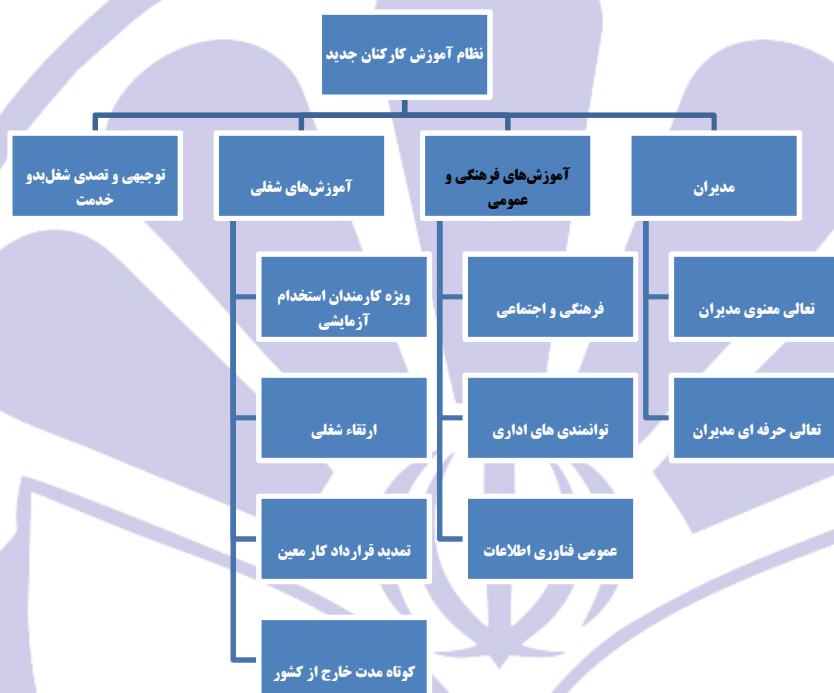 نظام آموزش کارکنان جدید
مدیران
آموزش‌های فرهنگی و
عمومی
آموزش‌های شغلی
توجیهی و تصدی شغل‌بدو
خدمت
تعالی معنوی مدیران
فرهنگی و اجتماعی
ویژه کارمندان استخدام
آزمایشی
تعالی حرفه ای مدیران
توانمندی های اداری
ارتقاء شغلی
عمومی فناوری اطلاعات
تمدید قرارداد کار معین
کوتاه مدت خارج از کشور